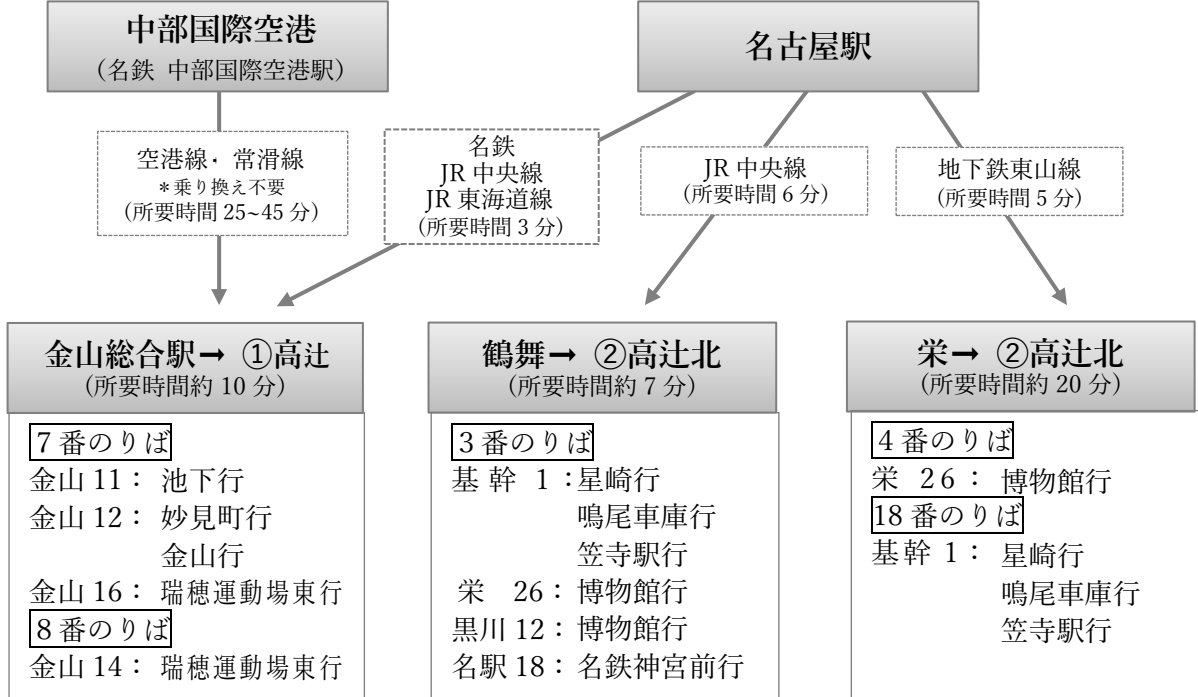 中部国際空港
（名鉄 中部国際空港駅）
名古屋駅
空港線・常滑線
＊乗り換え不要
（所要時間 25~45 分）
名鉄
JR 中央線
JR 東海道線
（所要時間 3 分）
JR 中央線
（所要時間 6 分）
地下鉄東山線
（所要時間 5 分）
金山総合駅➞ ①高辻
（所要時間約 10 分）
7 番のりば
金山 11： 池下行
金山 12： 妙見町行
金山行
金山 16： 瑞穂運動場東行
8 番のりば
金山 14： 瑞穂運動場東行
鶴舞➞ ②高辻北
（所要時間約 7 分）
3 番のりば
基 幹 1 ：星崎行
鳴尾車庫行
笠寺駅行
栄 26：博物館行
黒川 12：博物館行
名駅 18：名鉄神宮前行
栄➞ ②高辻北
（所要時間約 20 分）
4 番のりば
栄 26： 博物館行
18 番のりば
基幹 1： 星崎行
鳴尾車庫行
笠寺駅行